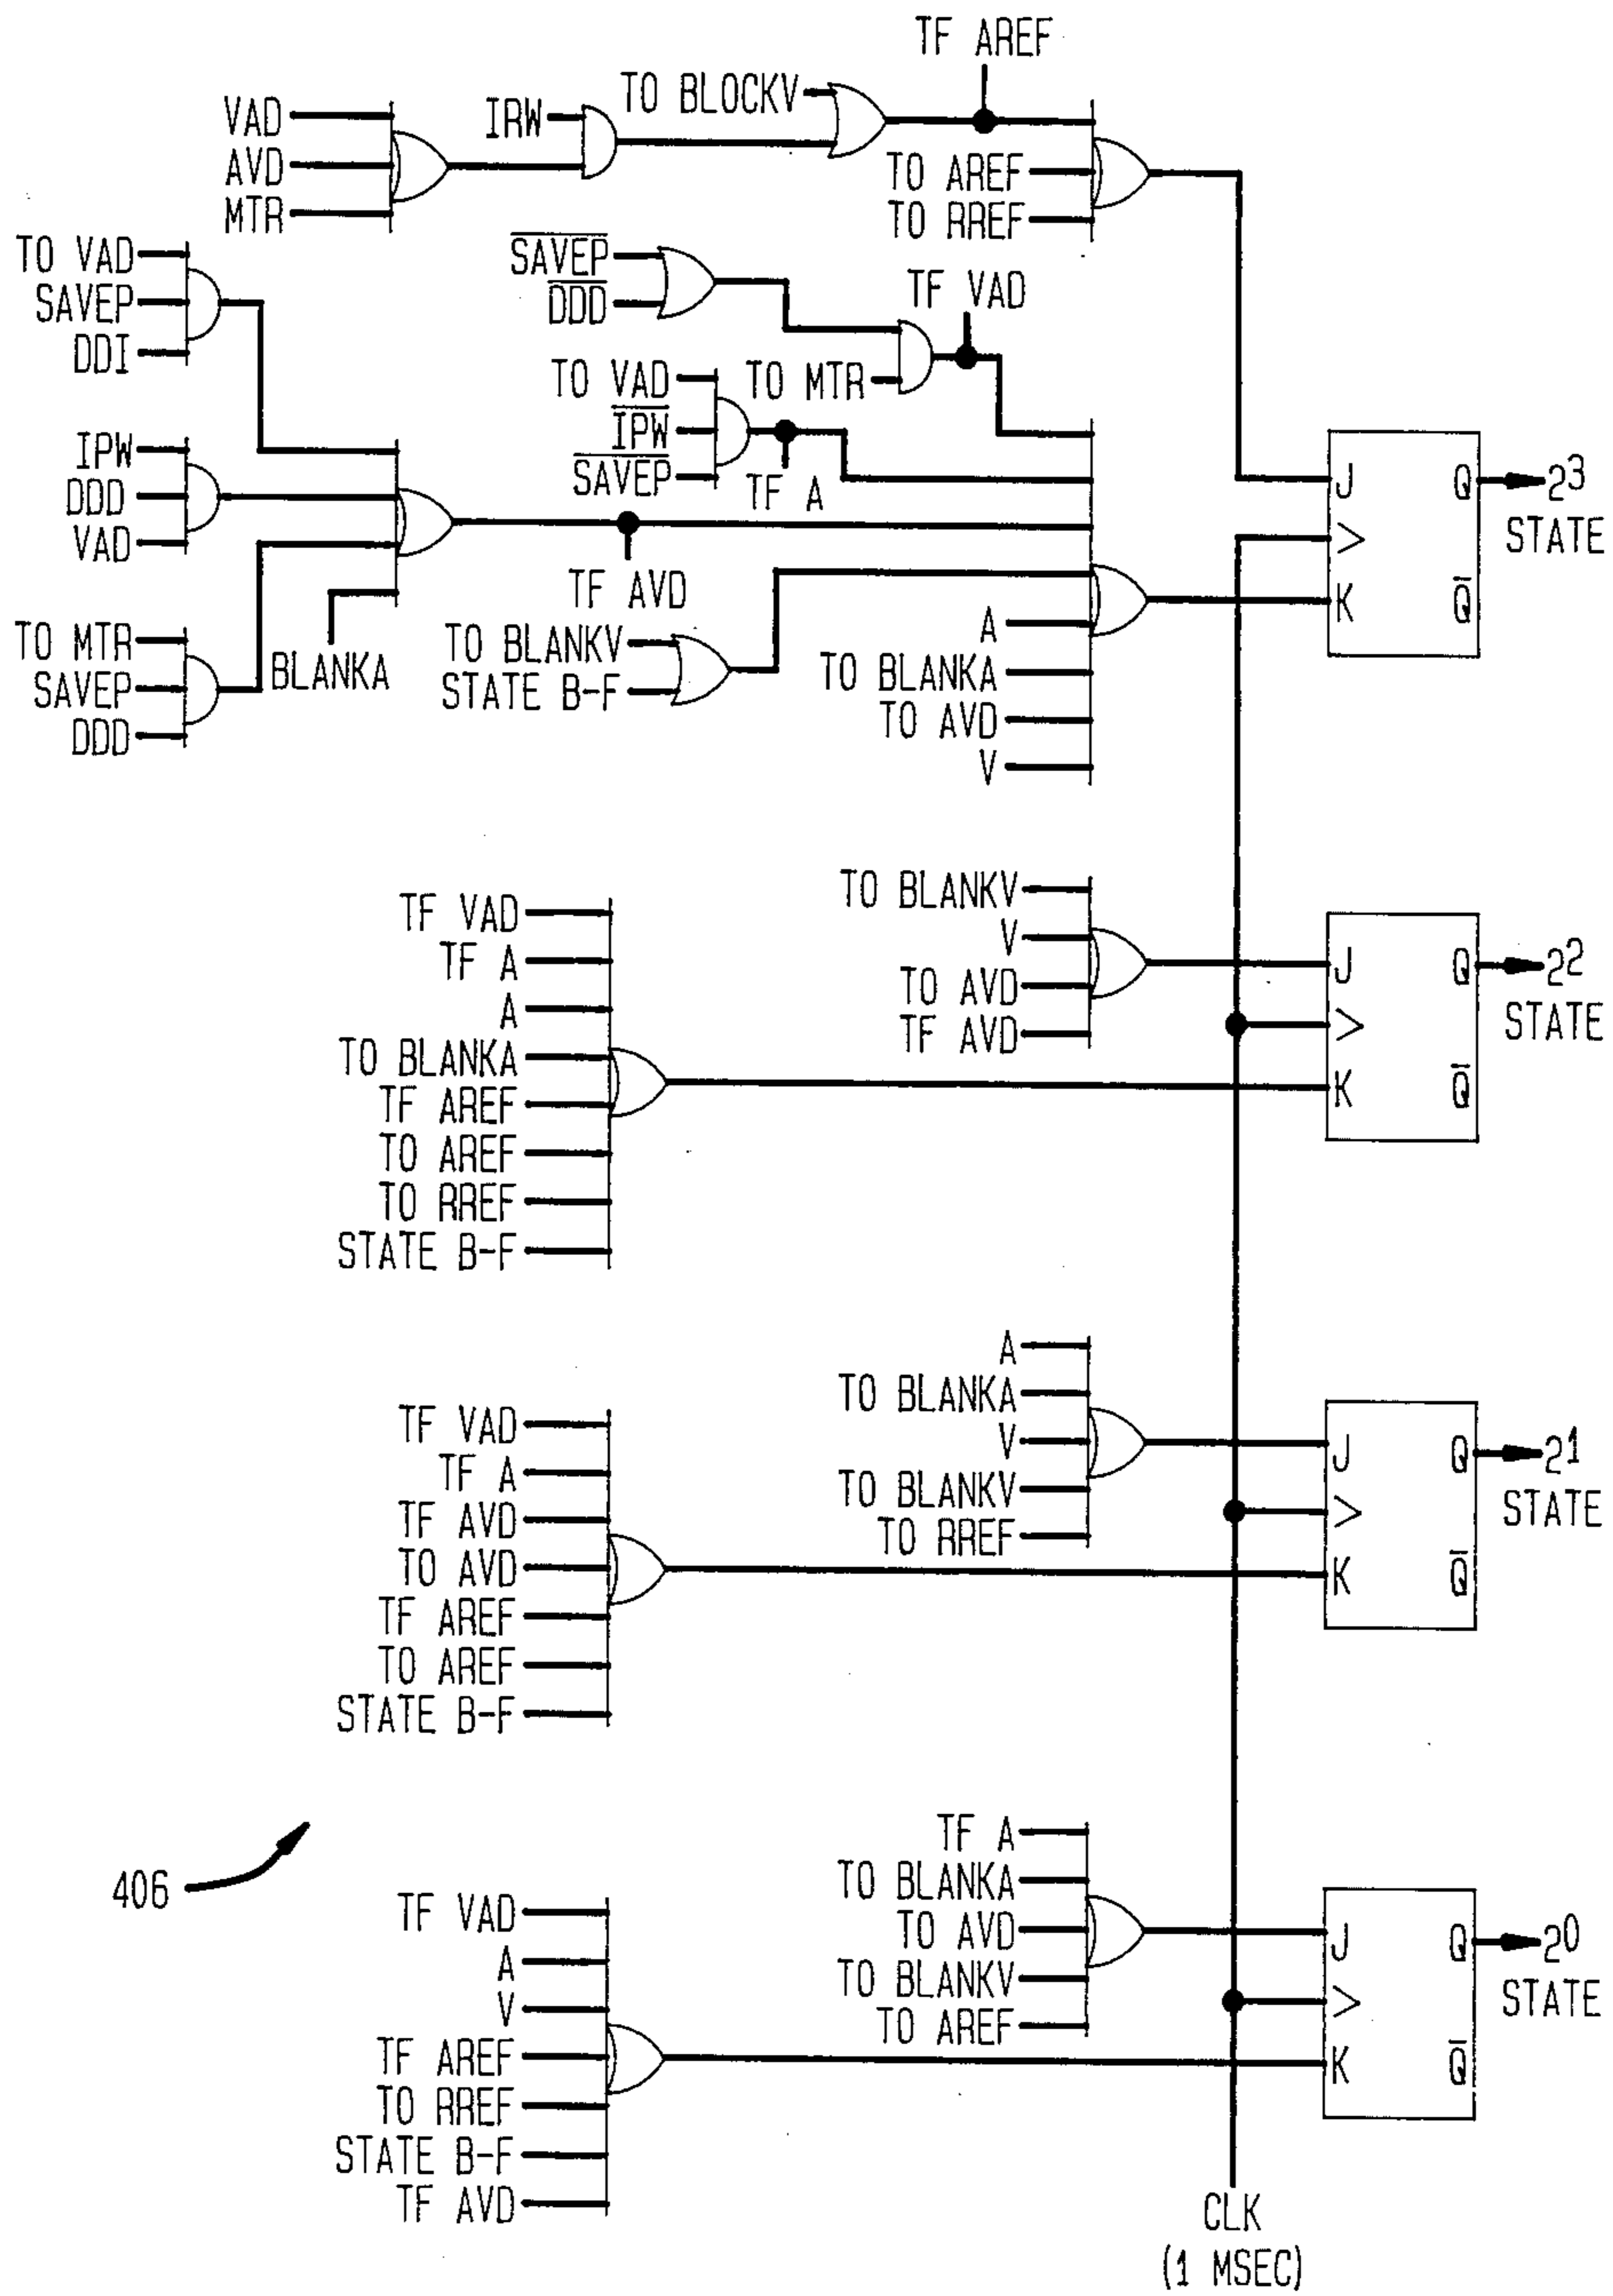 TF AREF
TO BLOCKV
VAD
IRW
AVD
TO AREF
MTR
TO RREF
TO VAD
S̅A̅V̅E̅P̅
SAVEP
D̅D̅D̅
TF VAD
DDI
TO VAD
TO MTR
I̅P̅W̅
IPW
S̅A̅V̅E̅P̅
TF A
DDD
J Q 2³
STATE
VAD
>
TF AVD
K Q̅
A
TO MTR
TO BLANKV
BLANKA
TO BLANKA
SAVEP
STATE B-F
TO AVD
DDD
V
TO BLANKV
TF VAD
V
TF A
J Q 2²
STATE
TO AVD
A
>
TF AVD
TO BLANKA
K Q̅
TF AREF
TO AREF
TO RREF
STATE B-F
A
TO BLANKA
TF VAD
V
J Q 2¹
STATE
TF A
TO BLANKV
>
TF AVD
TO RREF
TO AVD
K Q̅
TF AREF
TO AREF
STATE B-F
TF A
TO BLANKA
406
TF VAD
TO AVD
J Q 2⁰
STATE
A
TO BLANKV
>
V
TO AREF
TF AREF
K Q̅
TO RREF
STATE B-F
TF AVD
CLK
(1 MSEC)